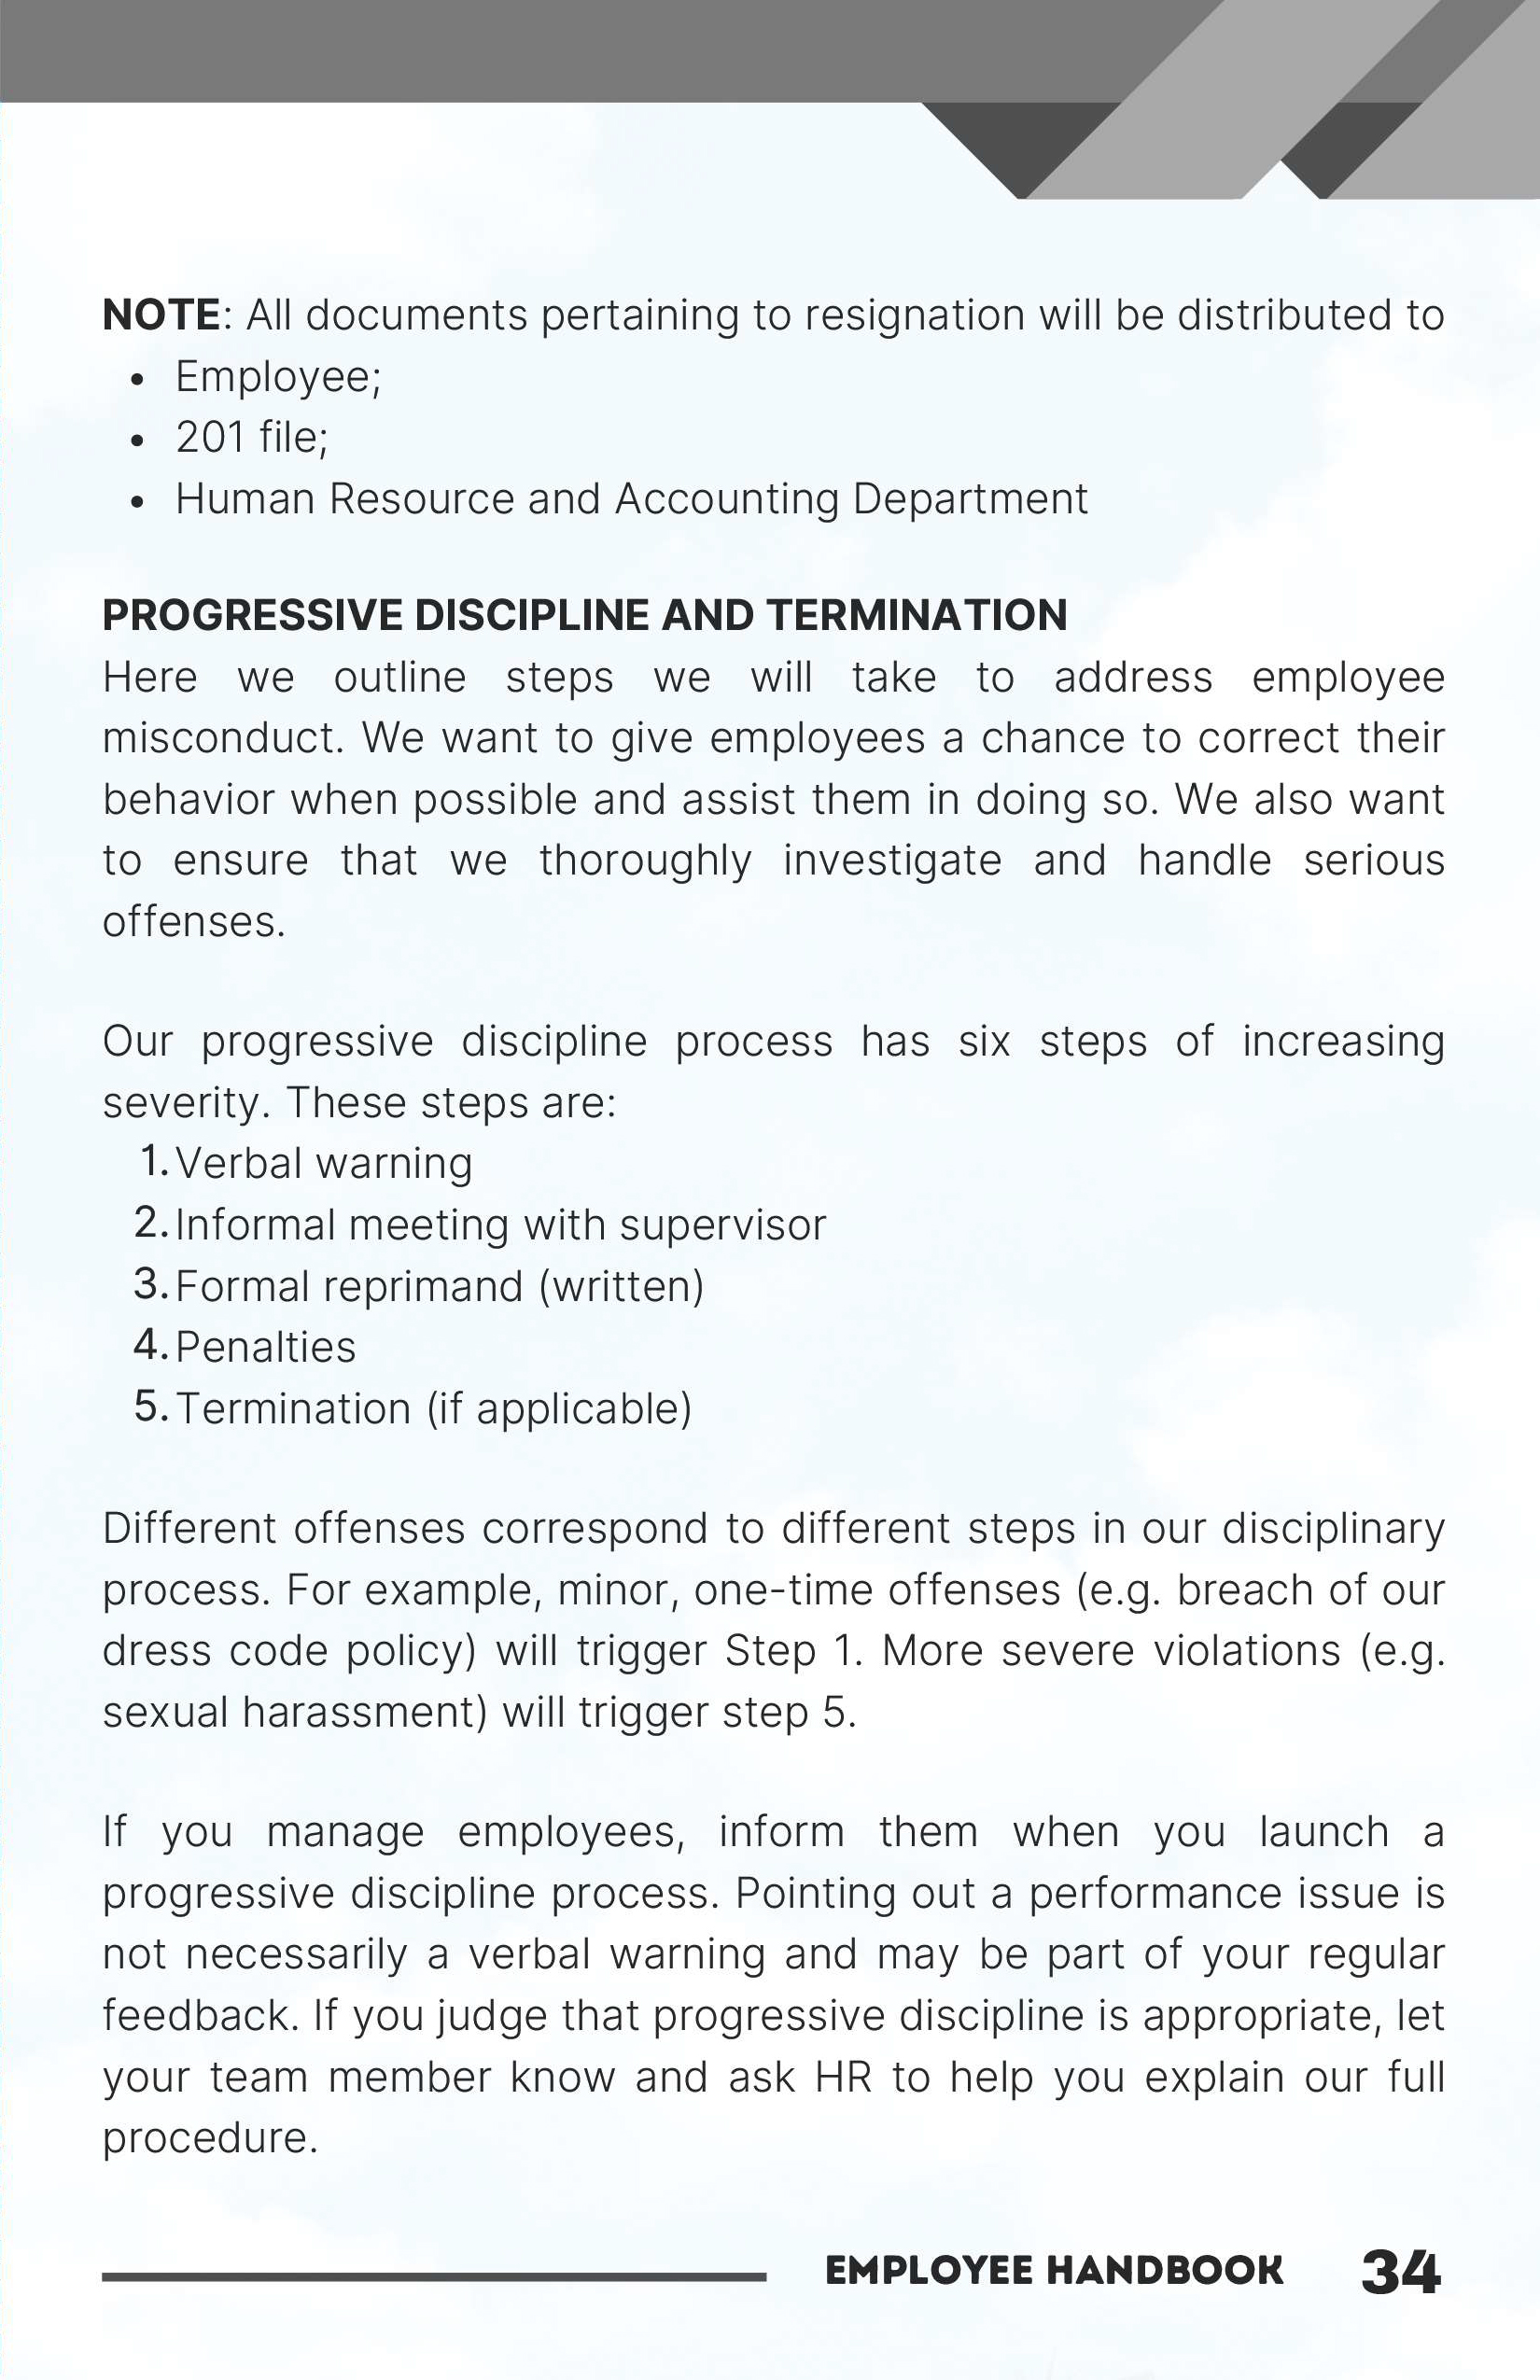 NOTE: All documents pertaining to resignation will be distributed to
• Employee;
• 201 file;
• Human Resource and Accounting Department
PROGRESSIVE DISCIPLINE AND TERMINATION
Here we outline steps we will take to address employee
misconduct. We want to give employees a chance to correct their
behavior when possible and assist them in doing so. We also want
to ensure that we thoroughly investigate and handle serious
offenses.
Our progressive discipline process has six steps of increasing
severity. These steps are:
1. Verbal warning
2. Informal meeting with supervisor
3. Formal reprimand (written)
4. Penalties
5. Termination (if applicable)
Different offenses correspond to different steps in our disciplinary
process. For example, minor, one-time offenses (e.g. breach of our
dress code policy) will trigger Step 1. More severe violations (e.g.
sexual harassment) will trigger step 5.
If you manage employees, inform them when you launch a
progressive discipline process. Pointing out a performance issue is
not necessarily a verbal warning and may be part of your regular
feedback. If you judge that progressive discipline is appropriate, let
your team member know and ask HR to help you explain our full
procedure.
EMPLOYEE HANDBOOK 34